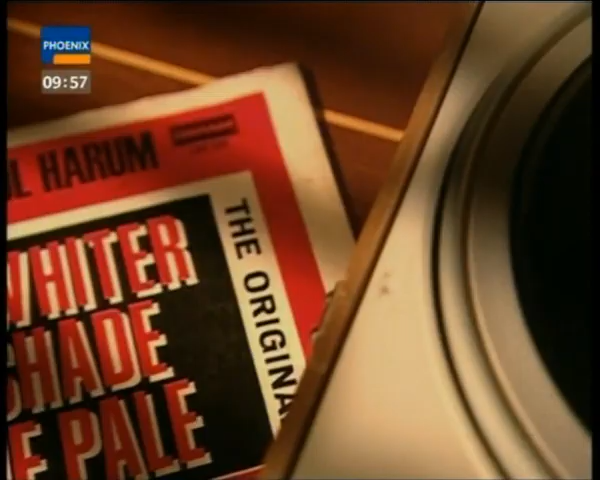 PHOENIX
09:57
L HARUM
WHITER
SHADE
F PALE
THE ORIGINA